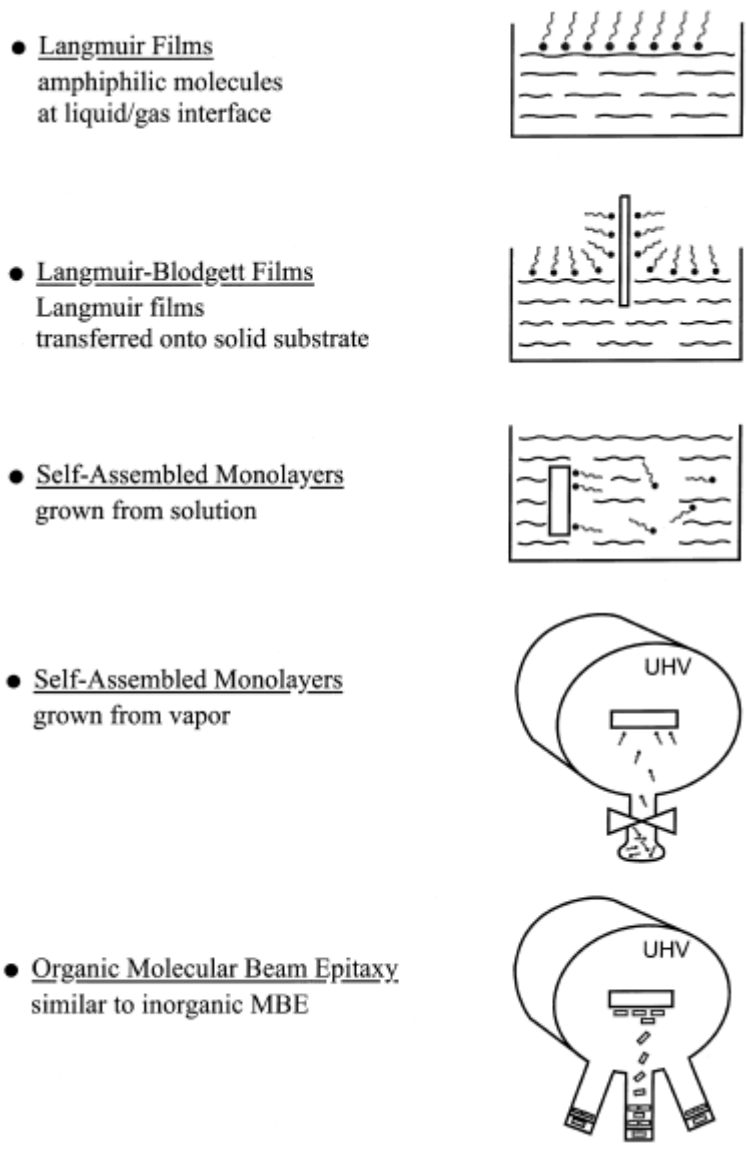 ● Langmuir Films
amphiphilic molecules
at liquid/gas interface
● Langmuir-Blodgett Films
Langmuir films
transferred onto solid substrate
● Self-Assembled Monolayers
grown from solution
● Self-Assembled Monolayers
grown from vapor
UHV
● Organic Molecular Beam Epitaxy
similar to inorganic MBE
UHV